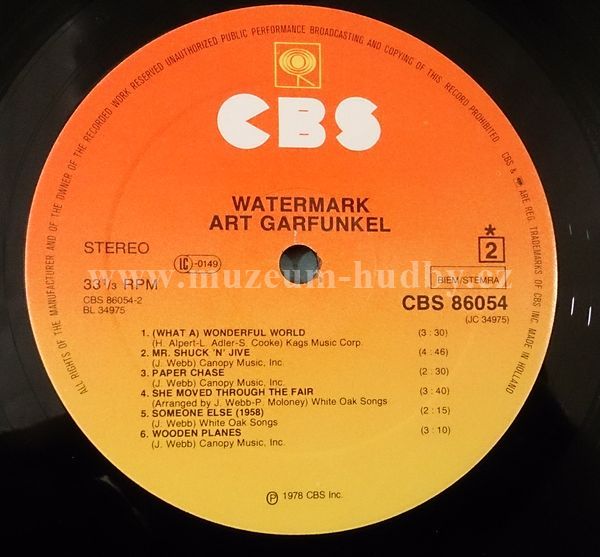 ALL RIGHTS OF THE MANUFACTURER AND OF THE OWNER OF THE RECORDED WORK RESERVED UNAUTHORIZED PUBLIC PERFORMANCE BROADCASTING AND COPYING OF THIS RECORD PROHIBITED
CBS & ARE REG. TRADEMARKS OF CBS INC. MADE IN HOLLAND
CBS
WATERMARK
ART GARFUNKEL
STEREO
LC -0149
* 2
33⅓ RPM
BIEM/STEMRA
CBS 86054-2
CBS 86054
BL 34975
(JC 34975)
www.muzeum-hudby.cz
1. (WHAT A) WONDERFUL WORLD (3:30)
(H. Alpert-L. Adler-S. Cooke) Kags Music Corp.
2. MR. SHUCK 'N' JIVE (4:46)
(J. Webb) Canopy Music, Inc.
3. PAPER CHASE (2:30)
(J. Webb) Canopy Music, Inc.
4. SHE MOVED THROUGH THE FAIR (3:40)
(Arranged by J. Webb-P. Moloney) White Oak Songs
5. SOMEONE ELSE (1958) (2:15)
(J. Webb) White Oak Songs
6. WOODEN PLANES (3:10)
(J. Webb) Canopy Music, Inc.
℗ 1978 CBS Inc.